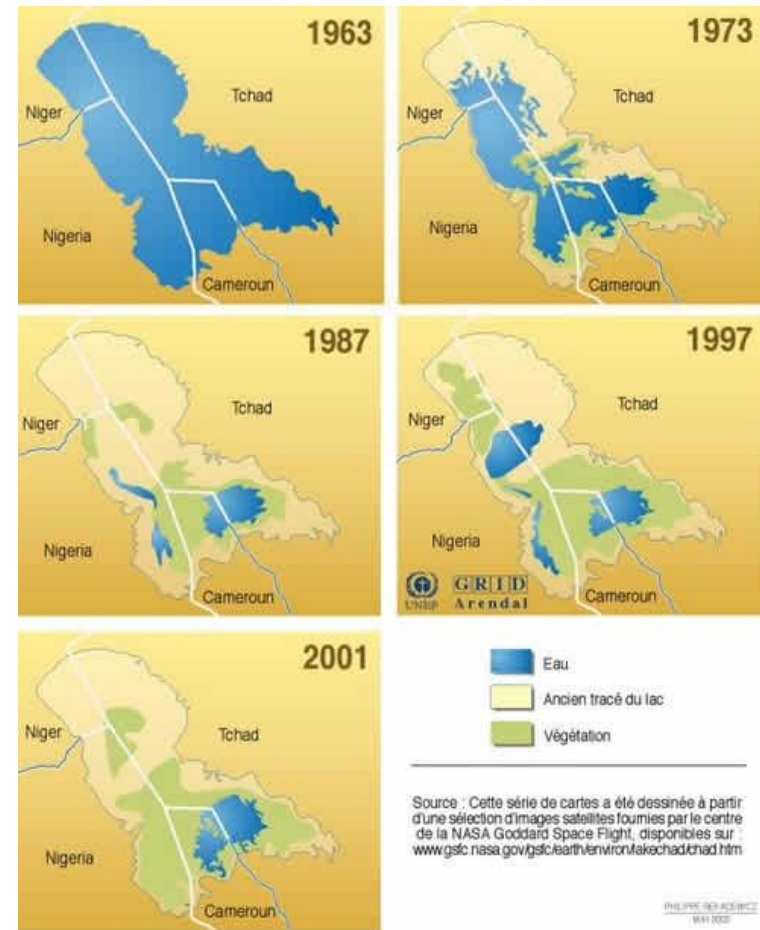 1963
Tchad
Niger
Nigeria
Cameroun
1973
Tchad
Niger
Nigeria
Cameroun
1987
Tchad
Niger
Nigeria
Cameroun
1997
Tchad
Niger
Nigeria
Cameroun
UNEP
GRID
Arendal
2001
Tchad
Niger
Nigeria
Cameroun
Eau
Ancien tracé du lac
Végétation
Source : Cette série de cartes a été dessinée à partir
d'une sélection d'images satellites fournies par le centre
de la NASA Goddard Space Flight, disponibles sur :
www.gsfc.nasa.gov/gsfc/earth/environ/lakechad/chad.htm
PHILIPPE REKACEWICZ